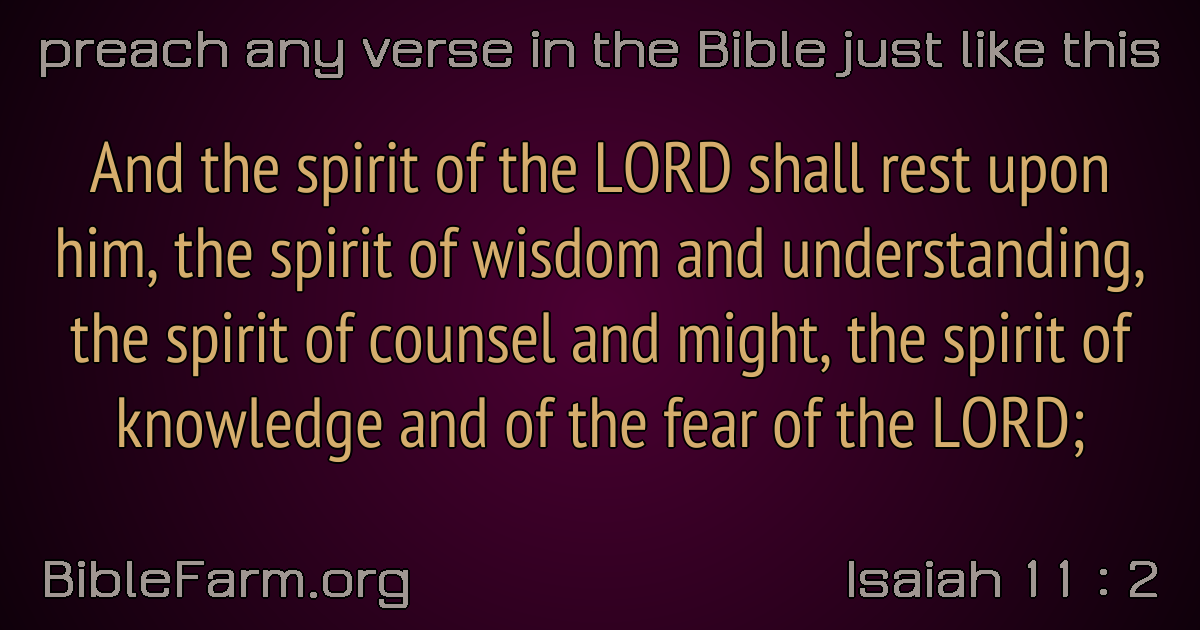 preach any verse in the Bible just like this
And the spirit of the LORD shall rest upon
him, the spirit of wisdom and understanding,
the spirit of counsel and might, the spirit of
knowledge and of the fear of the LORD;
BibleFarm.org
Isaiah 11 : 2